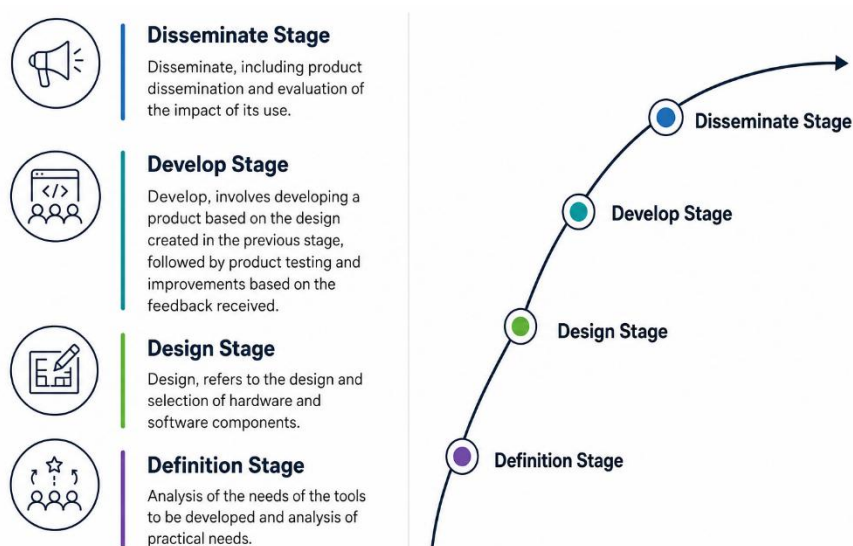 Disseminate Stage
Disseminate, including product
dissemination and evaluation of
the impact of its use.
</>
Develop Stage
Develop, involves developing a
product based on the design
created in the previous stage,
followed by product testing and
improvements based on the
feedback received.
Design Stage
Design, refers to the design and
selection of hardware and
software components.
Definition Stage
Analysis of the needs of the tools
to be developed and analysis of
practical needs.
Disseminate Stage
Develop Stage
Design Stage
Definition Stage